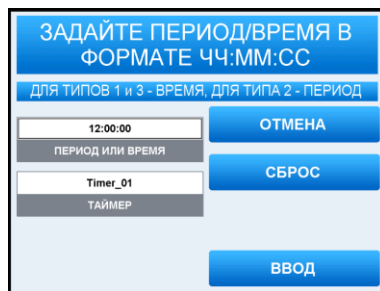 ЗАДАЙТЕ ПЕРИОД/ВРЕМЯ В
ФОРМАТЕ ЧЧ:ММ:СС
ДЛЯ ТИПОВ 1 и 3 - ВРЕМЯ, ДЛЯ ТИПА 2 - ПЕРИОД
12:00:00
ПЕРИОД ИЛИ ВРЕМЯ
Timer_01
ТАЙМЕР
ОТМЕНА
СБРОС
ВВОД